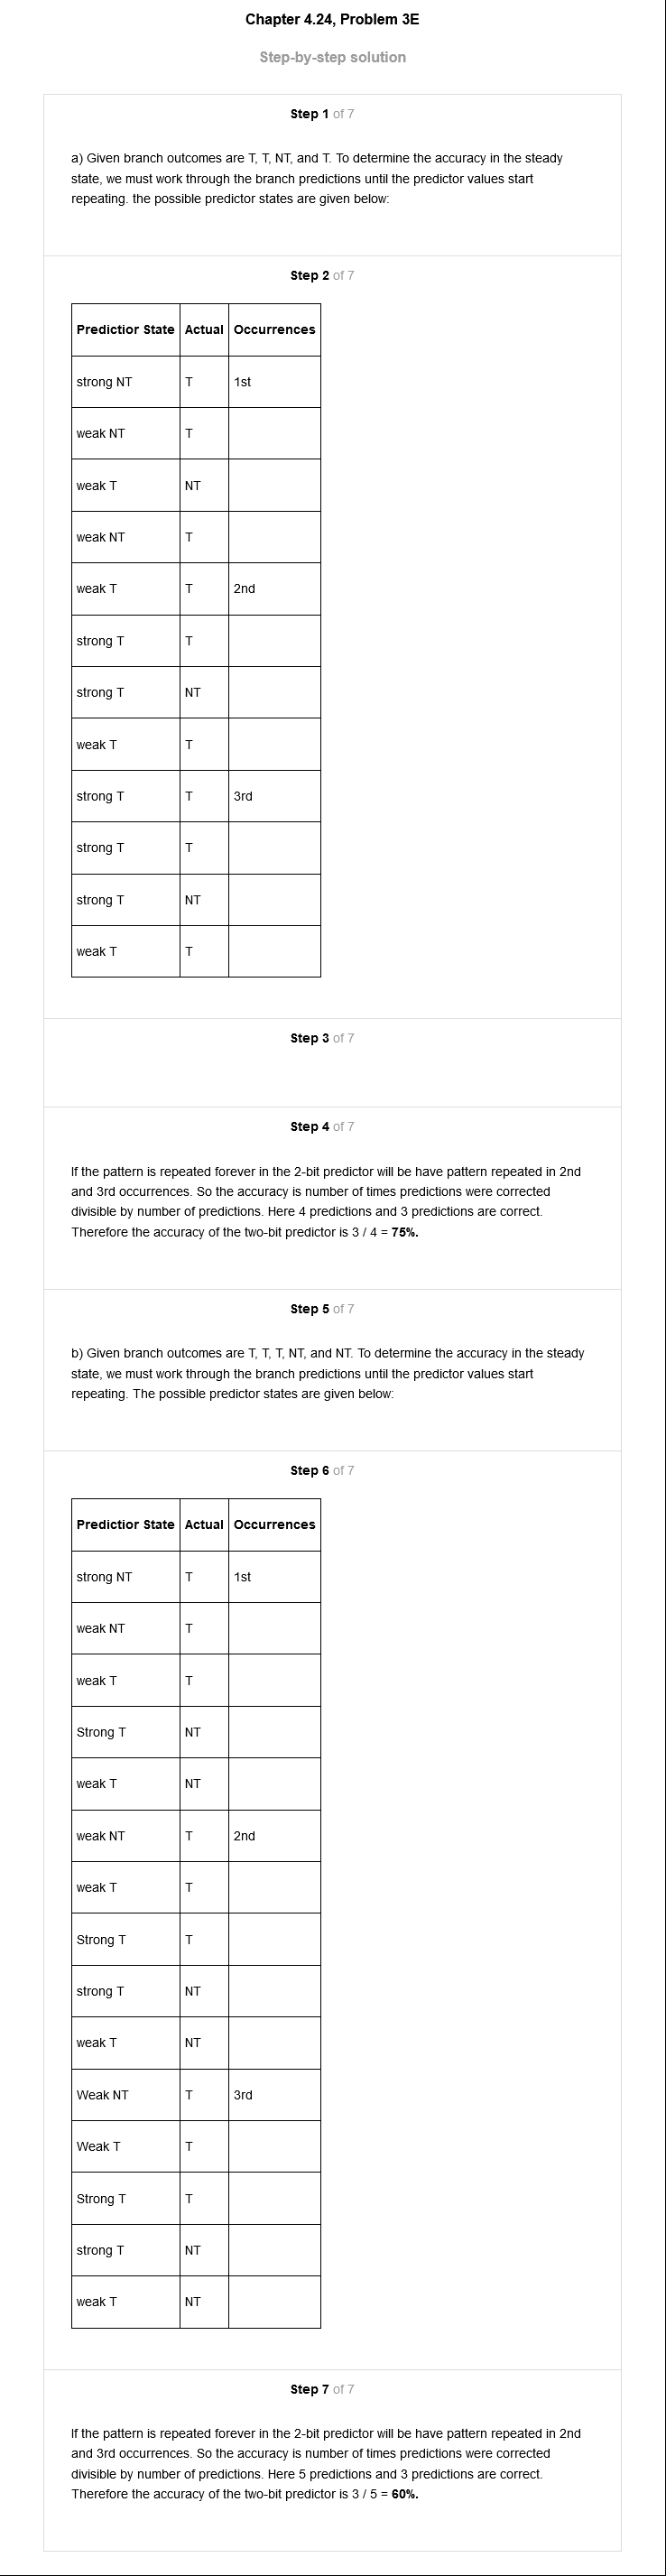 Chapter 4.24, Problem 3E
Step-by-step solution
Step 1 of 7
a) Given branch outcomes are T, T, NT, and T. To determine the accuracy in the steady
state, we must work through the branch predictions until the predictor values start
repeating. the possible predictor states are given below:
Step 2 of 7
Predictior State Actual Occurrences
strong NT T 1st
weak NT T
weak T NT
weak NT T
weak T T 2nd
strong T T
strong T NT
weak T T
strong T T 3rd
strong T T
strong T NT
weak T T
Step 3 of 7
Step 4 of 7
If the pattern is repeated forever in the 2-bit predictor will be have pattern repeated in 2nd
and 3rd occurrences. So the accuracy is number of times predictions were corrected
divisible by number of predictions. Here 4 predictions and 3 predictions are correct.
Therefore the accuracy of the two-bit predictor is 3 / 4 = 75%.
Step 5 of 7
b) Given branch outcomes are T, T, T, NT, and NT. To determine the accuracy in the steady
state, we must work through the branch predictions until the predictor values start
repeating. The possible predictor states are given below:
Step 6 of 7
Predictior State Actual Occurrences
strong NT T 1st
weak NT T
weak T T
Strong T NT
weak T NT
weak NT T 2nd
weak T T
Strong T T
strong T NT
weak T NT
Weak NT T 3rd
Weak T T
Strong T T
strong T NT
weak T NT
Step 7 of 7
If the pattern is repeated forever in the 2-bit predictor will be have pattern repeated in 2nd
and 3rd occurrences. So the accuracy is number of times predictions were corrected
divisible by number of predictions. Here 5 predictions and 3 predictions are correct.
Therefore the accuracy of the two-bit predictor is 3 / 5 = 60%.